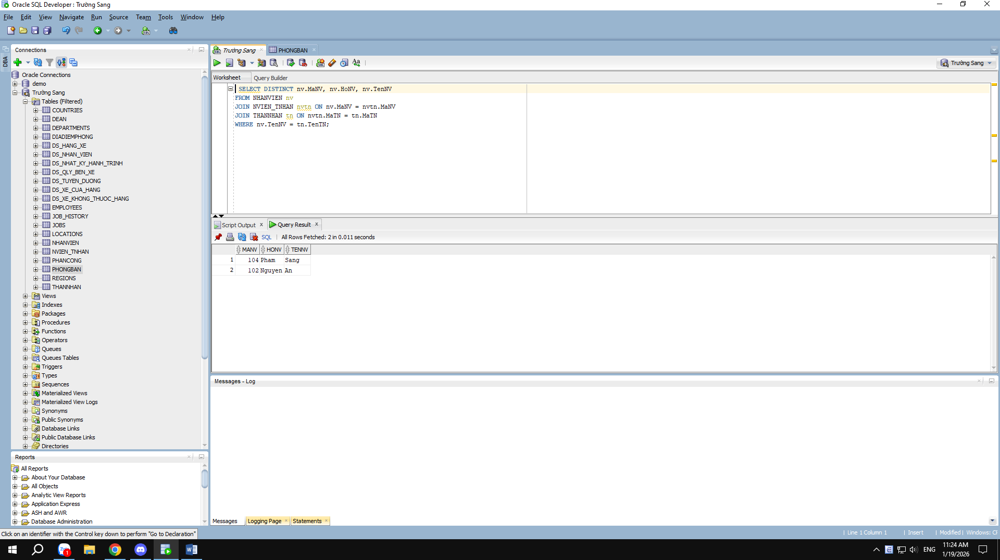 Oracle SQL Developer : Trường Sang
File Edit View Navigate Run Source Team Tools Window Help
DBA
Connections
Oracle Connections
demo
Trường Sang
Tables (Filtered)
COUNTRIES
DEAN
DEPARTMENTS
DIADIEMPHONG
DS_HANG_XE
DS_NHAN_VIEN
DS_NHAT_KY_HANH_TRINH
DS_QLY_BEN_XE
DS_TUYEN_DUONG
DS_XE_CUA_HANG
DS_XE_KHONG_THUOC_HANG
EMPLOYEES
JOB_HISTORY
JOBS
LOCATIONS
NHANVIEN
NVIEN_TNHAN
PHANCONG
PHONGBAN
REGIONS
THANNHAN
Views
Indexes
Packages
Procedures
Functions
Operators
Queues
Queues Tables
Triggers
Types
Sequences
Materialized Views
Materialized View Logs
Synonyms
Public Synonyms
Database Links
Public Database Links
Directories
Reports
All Reports
About Your Database
All Objects
Analytic View Reports
Application Express
ASH and AWR
Database Administration
Trường Sang PHONGBAN
Trường Sang
Worksheet Query Builder
SELECT DISTINCT nv.MaNV, nv.HoNV, nv.TenNV
FROM NHANVIEN nv
JOIN NVIEN_TNHAN nvtn ON nv.MaNV = nvtn.MaNV
JOIN THANNHAN tn ON nvtn.MaTN = tn.MaTN
WHERE nv.TenNV = tn.TenTN;
Script Output Query Result
SQL All Rows Fetched: 2 in 0.011 seconds
MANV HONV TENNV
1 104 Pham Sang
2 102 Nguyen An
Messages - Log
Messages Logging Page Statements
Click on an identifier with the Control key down to perform "Go to Declaration"
Line 1 Column 1 Insert Modified Windows: CF
1
ENG
11:24 AM
1/19/2026